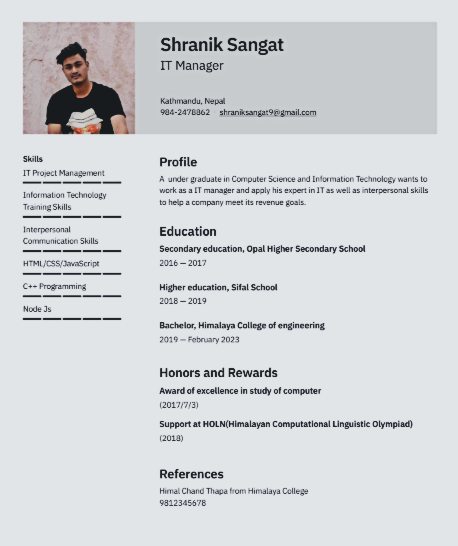 Shranik Sangat
IT Manager
Kathmandu, Nepal
984-2478862 · shraniksangat9@gmail.com
Skills
IT Project Management
Information Technology
Training Skills
Interpersonal
Communication Skills
HTML/CSS/JavaScript
C++ Programming
Node Js
Profile
A under graduate in Computer Science and Information Technology wants to
work as a IT manager and apply his expert in IT as well as interpersonal skills
to help a company meet its revenue goals.
Education
Secondary education, Opal Higher Secondary School
2016 — 2017
Higher education, Sifal School
2018 — 2019
Bachelor, Himalaya College of engineering
2019 — February 2023
Honors and Rewards
Award of excellence in study of computer
(2017/7/3)
Support at HOLN(Himalayan Computational Linguistic Olympiad)
(2018)
References
Himal Chand Thapa from Himalaya College
9812345678